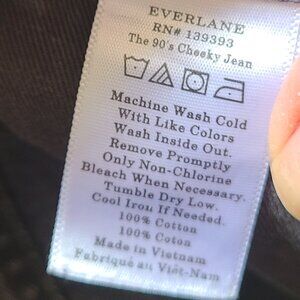 EVERLANE
RN# 139393
The 90's Cheeky Jean
Machine Wash Cold
With Like Colors
Wash Inside Out.
Remove Promptly
Only Non-Chlorine
Bleach When Necessary.
Tumble Dry Low.
Cool Iron If Needed.
100% Cotton
100% Coton
Made in Vietnam
Fabriqué au Viêt-Nam